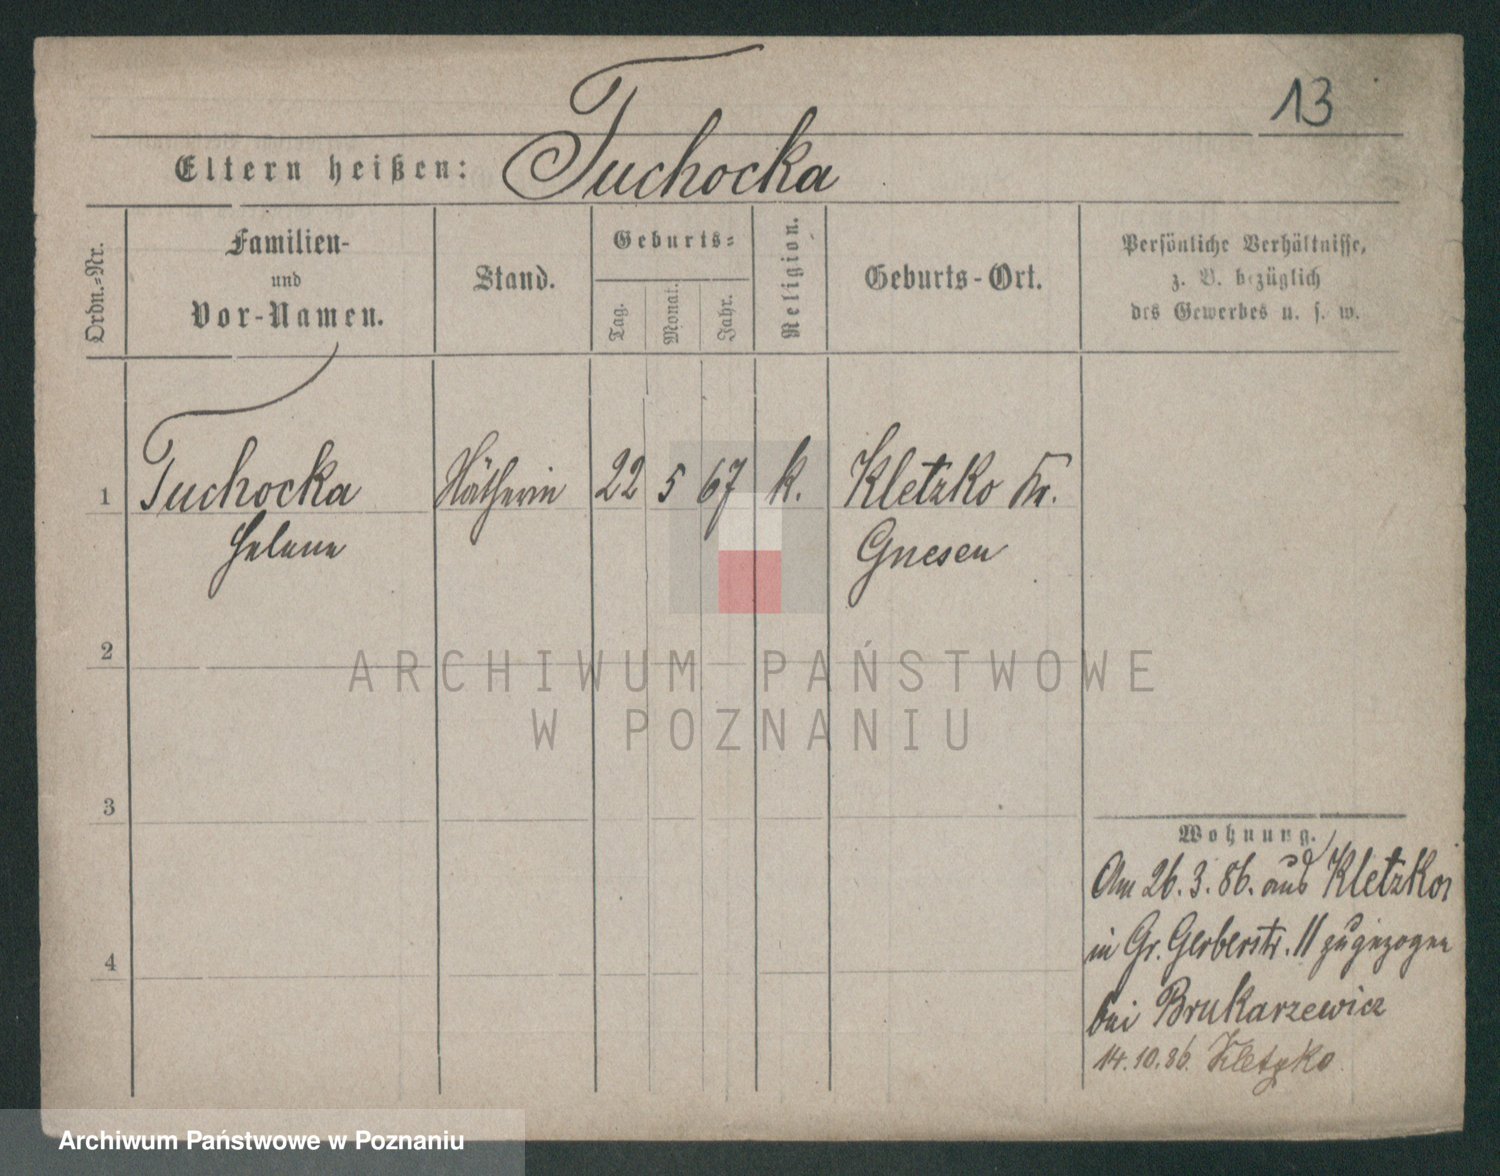 13
Tuchocka
Eltern heißen:
Ordn.-Nr.
Familien-
und
Vor-Namen.
Stand.
Geburts-
Tag.
Monat.
Jahr.
Religion.
Geburts-Ort.
Persönliche Verhältnisse,
z. B. bezüglich
des Gewerbes u. s. w.
1 Tuchocka Nätherin 22 5 67 k. Kletzko Kr.
Helene Gnesen
2
ARCHIWUM PAŃSTWOWE
W POZNANIU
3
Wohnung.
Am 26.3.86. aus Kletzko
in Gr. Gerberstr. 11 zugezogen
4
bei Brukarzewicz
14.10.86. Kletzko
Archiwum Państwowe w Poznaniu